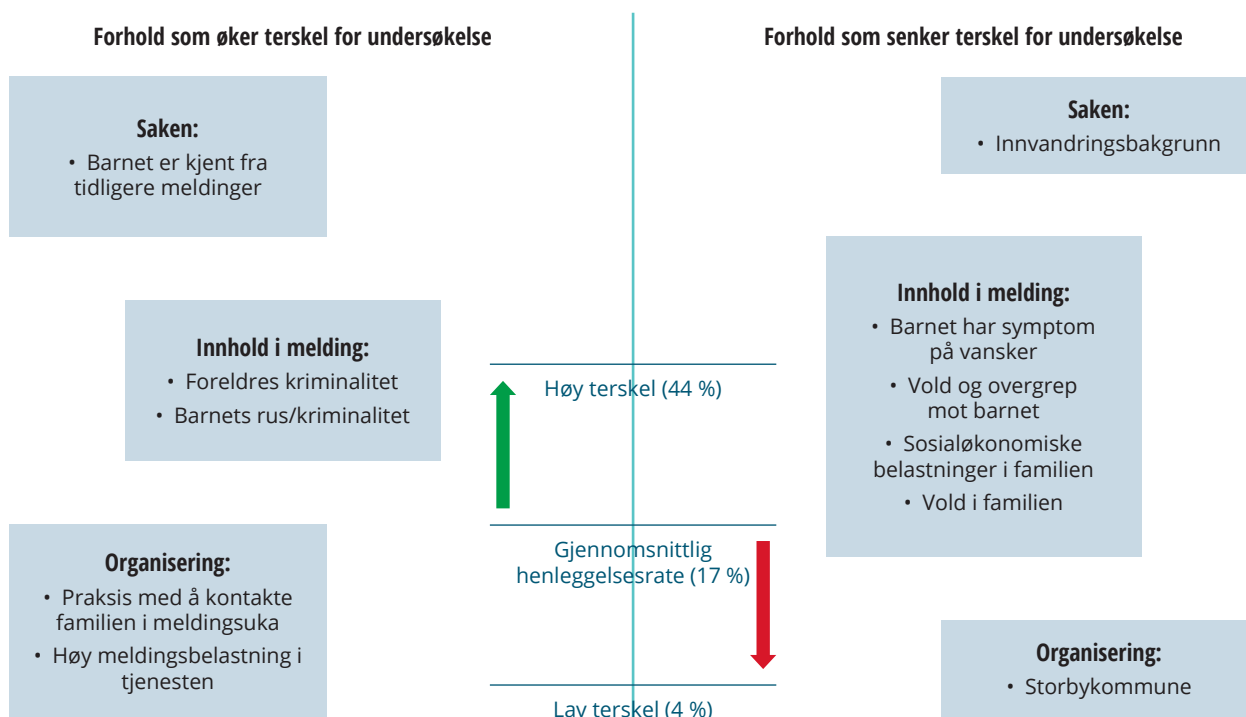 Forhold som øker terskel for undersøkelse
Saken:
• Barnet er kjent fra
tidligere meldinger
Innhold i melding:
• Foreldres kriminalitet
• Barnets rus/kriminalitet
Organisering:
• Praksis med å kontakte
familien i meldingsuka
• Høy meldingsbelastning i
tjenesten
Høy terskel (44 %)
Gjennomsnittlig
henleggelsesrate (17 %)
Lav terskel (4 %)
Forhold som senker terskel for undersøkelse
Saken:
• Innvandringsbakgrunn
Innhold i melding:
• Barnet har symptom
på vansker
• Vold og overgrep
mot barnet
• Sosialøkonomiske
belastninger i familien
• Vold i familien
Organisering:
• Storbykommune